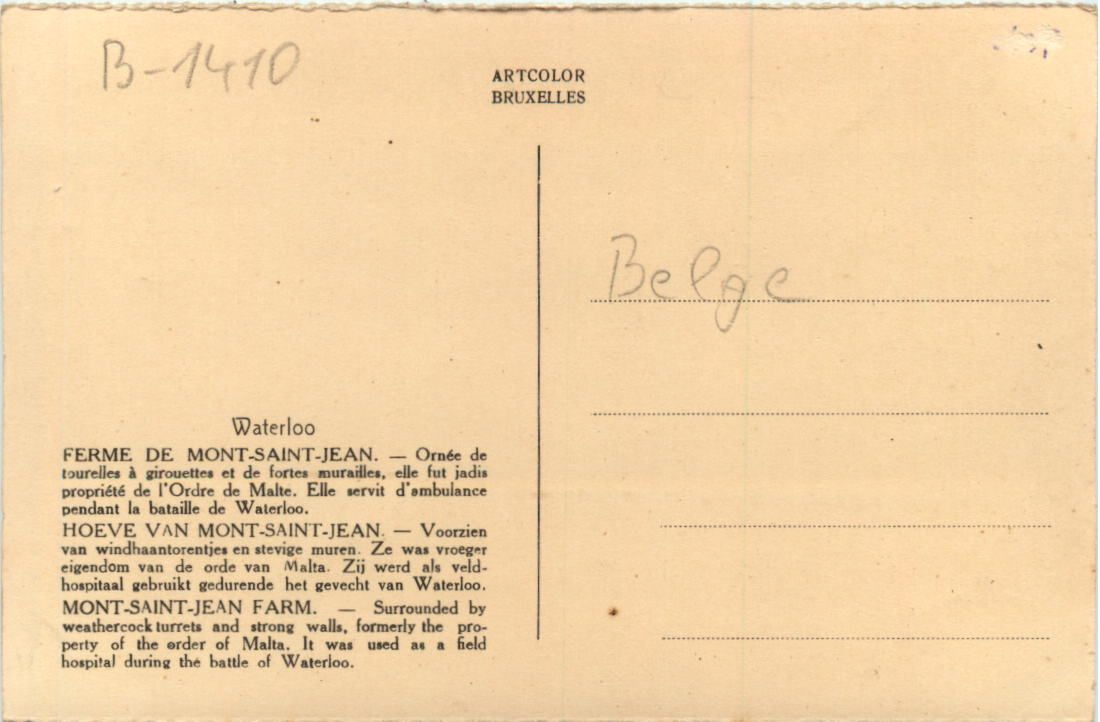 B-1410
ARTCOLOR
BRUXELLES
Belge
Waterloo
FERME DE MONT-SAINT-JEAN. — Ornée de
tourelles à girouettes et de fortes murailles, elle fut jadis
propriété de l'Ordre de Malte. Elle servit d'ambulance
pendant la bataille de Waterloo.
HOEVE VAN MONT-SAINT-JEAN. — Voorzien
van windhaantorentjes en stevige muren. Ze was vroeger
eigendom van de orde van Malta. Zij werd als veld-
hospitaal gebruikt gedurende het gevecht van Waterloo.
MONT-SAINT-JEAN FARM. — Surrounded by
weathercock turrets and strong walls, formerly the pro-
perty of the order of Malta. It was used as a field
hospital during the battle of Waterloo.